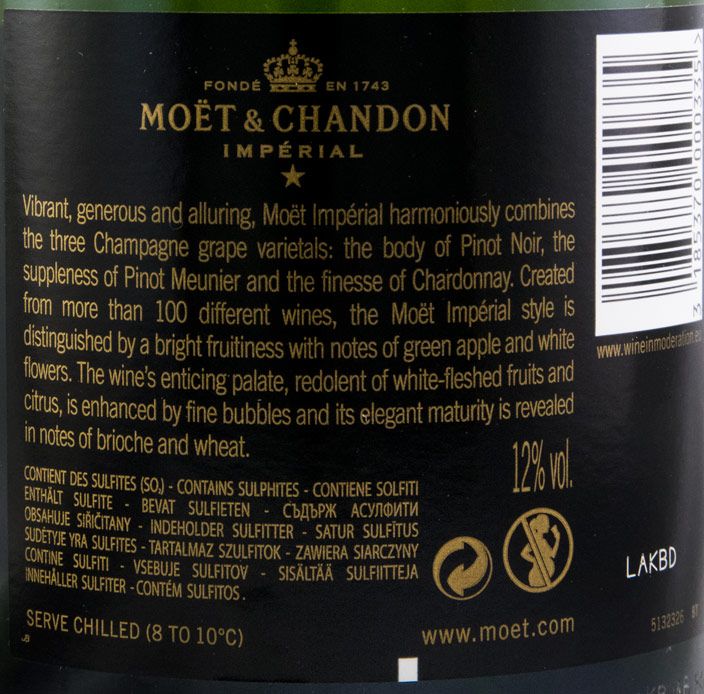 FONDÉ EN 1743
MOËT & CHANDON
IMPÉRIAL
Vibrant, generous and alluring, Moët Impérial harmoniously combines
the three Champagne grape varietals: the body of Pinot Noir, the
suppleness of Pinot Meunier and the finesse of Chardonnay. Created
from more than 100 different wines, the Moët Impérial style is
distinguished by a bright fruitiness with notes of green apple and white
flowers. The wine's enticing palate, redolent of white-fleshed fruits and
citrus, is enhanced by fine bubbles and its elegant maturity is revealed
in notes of brioche and wheat.
12% vol.
CONTIENT DES SULFITES (SO₂) - CONTAINS SULPHITES - CONTIENE SOLFITI
ENTHÄLT SULFITE - BEVAT SULFIETEN - СЪДЪРЖ АСУЛФИТИ
OBSAHUJE SIŘIČITANY - INDEHOLDER SULFITTER - SATUR SULFĪTUS
SUDĖTYJE YRA SULFITES - TARTALMAZ SZULFITOK - ZAWIERA SIARCZYNY
CONTINE SULFITI - VSEBUJE SULFITOV - SISÄLTÄÄ SULFIITTEJA
INNEHÅLLER SULFITER - CONTÉM SULFITOS.
SERVE CHILLED (8 TO 10°C)
www.moet.com
3 185370 000335 >
www.wineinmoderation.eu
LAKBD
5132326